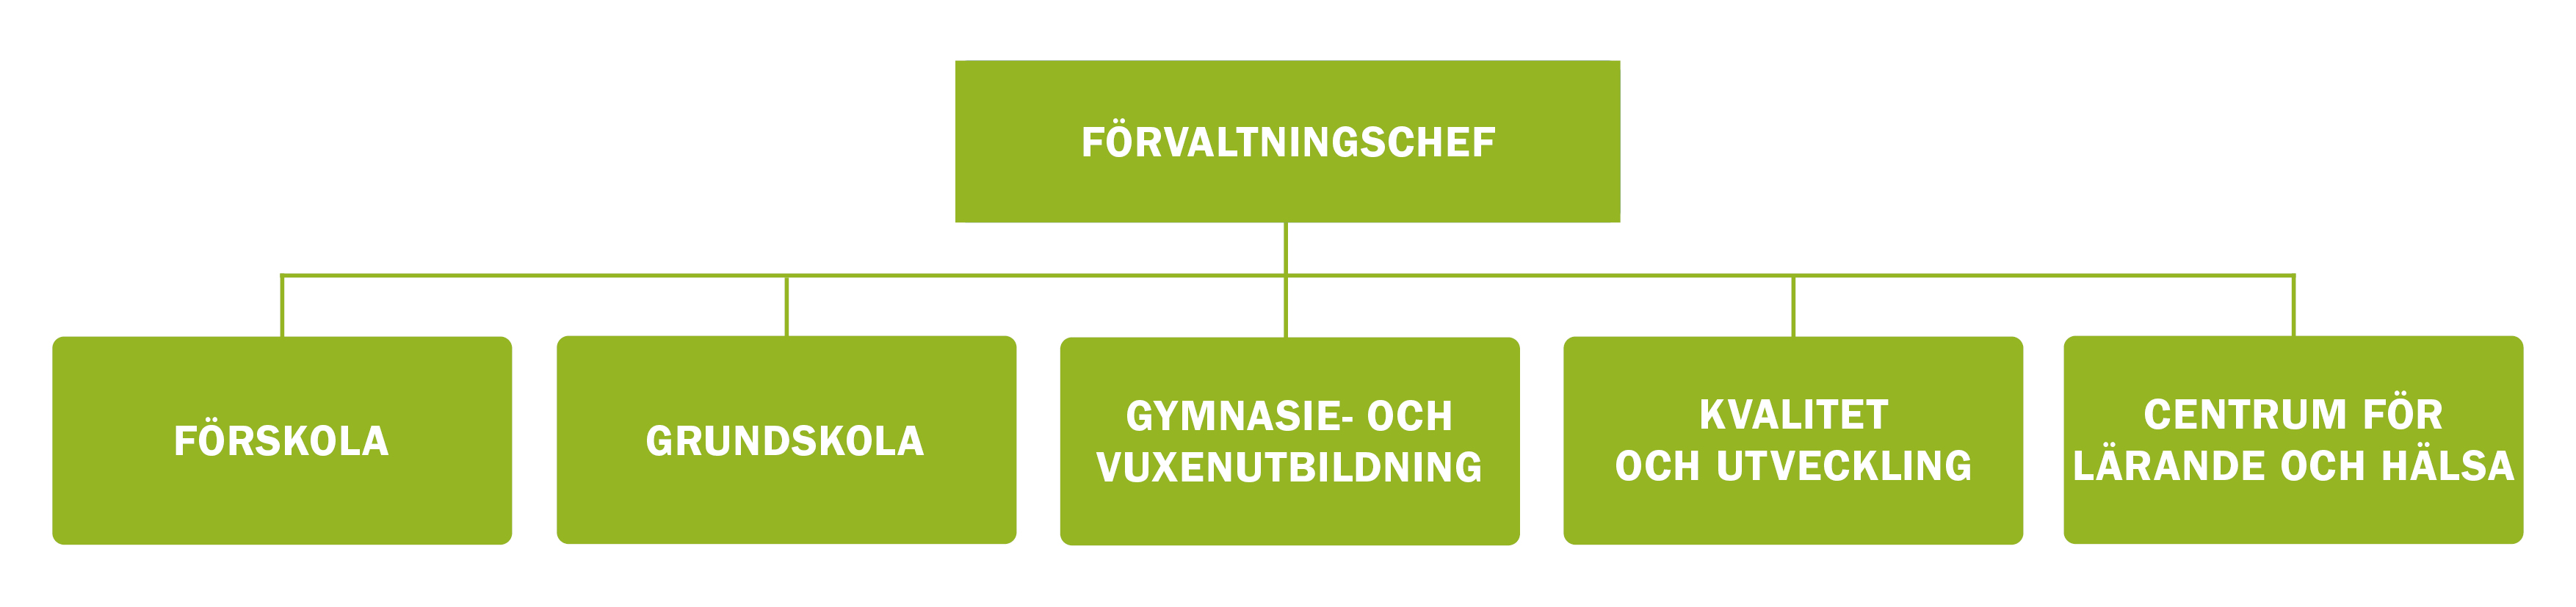 FÖRVALTNINGSCHEF
FÖRSKOLA
GRUNDSKOLA
GYMNASIE- OCH
VUXENUTBILDNING
KVALITET
OCH UTVECKLING
CENTRUM FÖR
LÄRANDE OCH HÄLSA